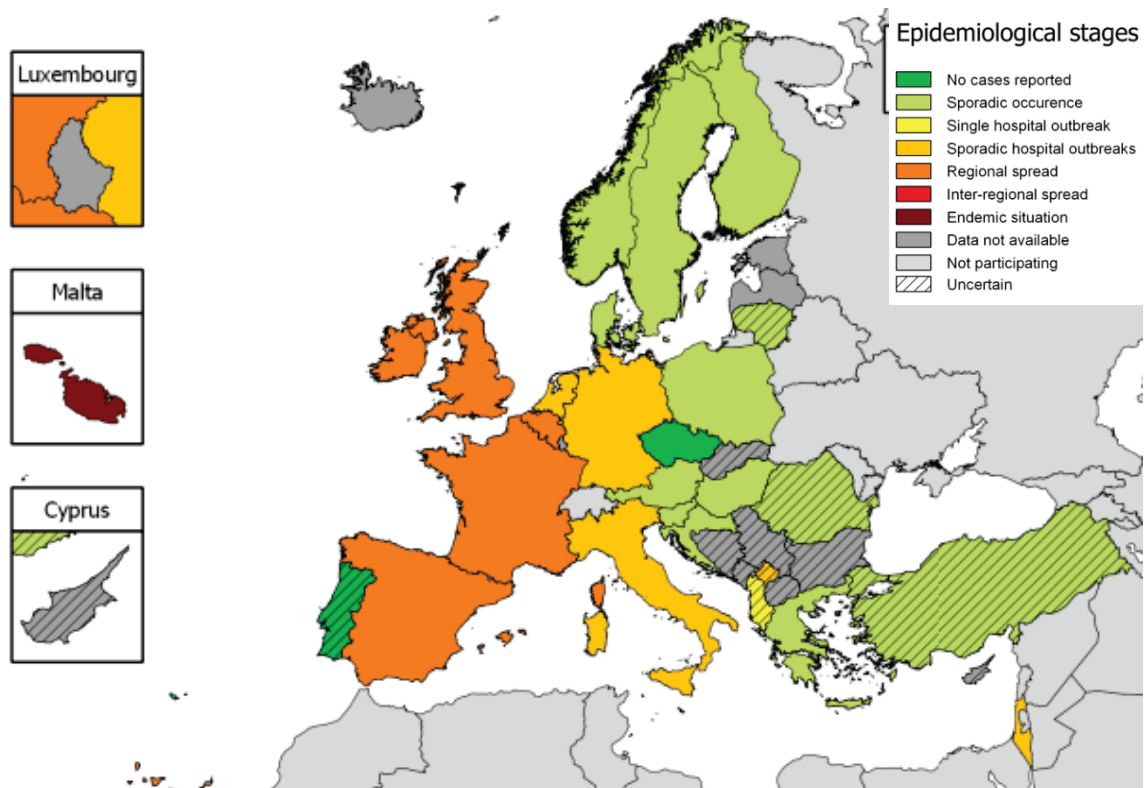 Luxembourg
Malta
Cyprus
Epidemiological stages
No cases reported
Sporadic occurence
Single hospital outbreak
Sporadic hospital outbreaks
Regional spread
Inter-regional spread
Endemic situation
Data not available
Not participating
Uncertain